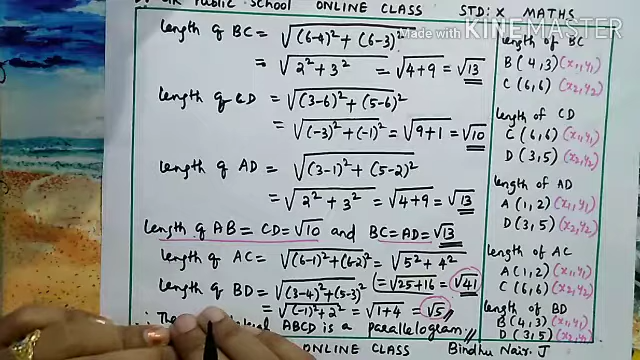 PUBLIC SCHOOL ONLINE CLASS STD: X MATHS
Made with KINEMASTER
length of BC = √(6-4)² + (6-3)²
= √2² + 3² = √4+9 = √13
length of CD = √(3-6)² + (5-6)²
= √(-3)² + (-1)² = √9+1 = √10
length of AD = √(3-1)² + (5-2)²
= √2² + 3² = √4+9 = √13
length of AB = CD = √10 and BC = AD = √13
length of AC = √(6-1)² + (6-2)² = √5² + 4²
= √25+16 = √41
length of BD = √(3-4)² + (5-3)²
= √(-1)² + 2² = √1+4 = √5
∴ The ABCD is a parallelogram
length of BC
B (4,3) (x₁,y₁)
C (6,6) (x₂,y₂)
length of CD
C (6,6) (x₁,y₁)
D (3,5) (x₂,y₂)
length of AD
A (1,2) (x₁,y₁)
D (3,5) (x₂,y₂)
length of AC
A (1,2) (x₁,y₁)
C (6,6) (x₂,y₂)
length of BD
B (4,3) (x₁,y₁)
D (3,5) (x₂,y₂)
ONLINE CLASS Bindhu Nair